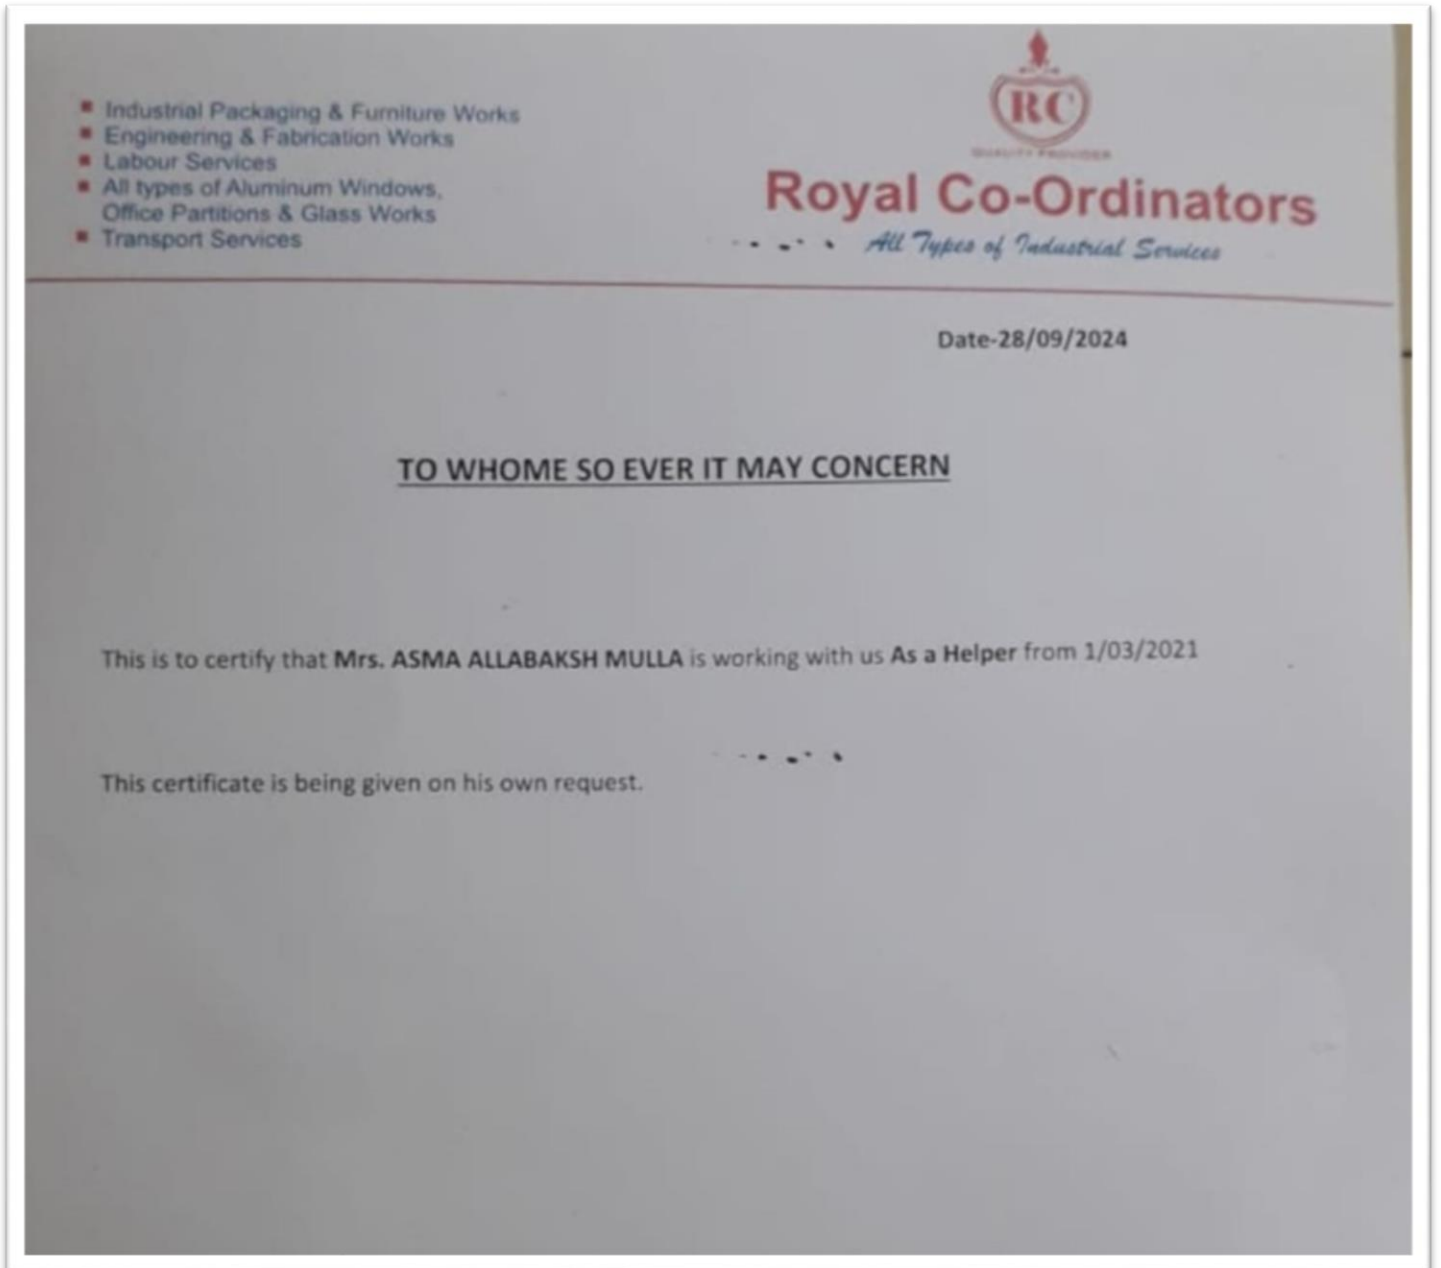 Industrial Packaging & Furniture Works
Engineering & Fabrication Works
Labour Services
All types of Aluminum Windows,
Office Partitions & Glass Works
Transport Services
RC
QUALITY PROVIDER
Royal Co-Ordinators
All Types of Industrial Services
Date-28/09/2024
TO WHOME SO EVER IT MAY CONCERN
This is to certify that Mrs. ASMA ALLABAKSH MULLA is working with us As a Helper from 1/03/2021
This certificate is being given on his own request.